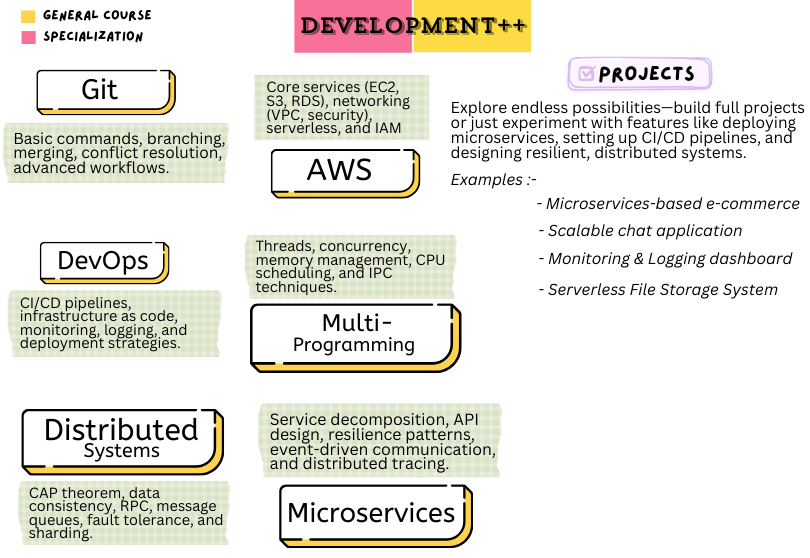 GENERAL COURSE
SPECIALIZATION
DEVELOPMENT++
Git
Basic commands, branching,
merging, conflict resolution,
advanced workflows.
Core services (EC2,
S3, RDS), networking
(VPC, security),
serverless, and IAM
AWS
DevOps
CI/CD pipelines,
infrastructure as code,
monitoring, logging, and
deployment strategies.
Threads, concurrency,
memory management, CPU
scheduling, and IPC
techniques.
Multi-
Programming
Distributed
Systems
CAP theorem, data
consistency, RPC, message
queues, fault tolerance, and
sharding.
Service decomposition, API
design, resilience patterns,
event-driven communication,
and distributed tracing.
Microservices
PROJECTS
Explore endless possibilities—build full projects
or just experiment with features like deploying
microservices, setting up CI/CD pipelines, and
designing resilient, distributed systems.
Examples :-
- Microservices-based e-commerce
- Scalable chat application
- Monitoring & Logging dashboard
- Serverless File Storage System